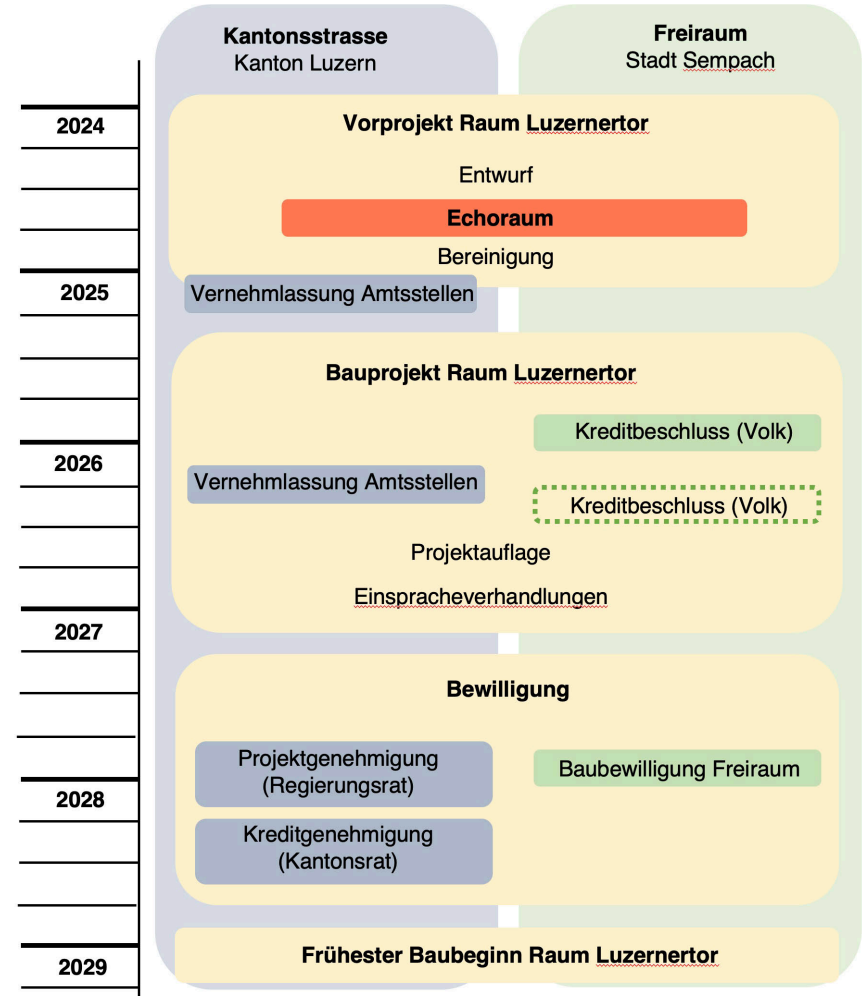 Kantonsstrasse
Kanton Luzern
Freiraum
Stadt Sempach
2024
Vorprojekt Raum Luzernertor
Entwurf
Echoraum
Bereinigung
2025
Vernehmlassung Amtsstellen
Bauprojekt Raum Luzernertor
Kreditbeschluss (Volk)
2026
Vernehmlassung Amtsstellen
Kreditbeschluss (Volk)
Projektauflage
Einspracheverhandlungen
2027
Bewilligung
Projektgenehmigung
(Regierungsrat)
Baubewilligung Freiraum
2028
Kreditgenehmigung
(Kantonsrat)
Frühester Baubeginn Raum Luzernertor
2029